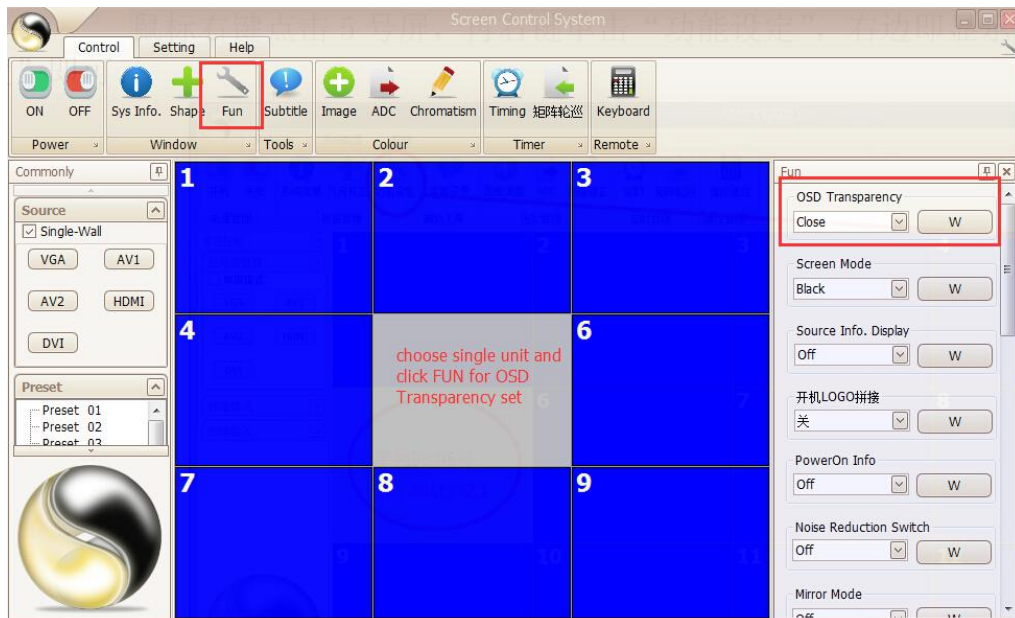 Screen Control System
Control
Setting
Help
ON
OFF
Sys Info.
Shape
Fun
Subtitle
Image
ADC
Chromatism
Timing
矩阵轮巡
Keyboard
Power
Window
Tools
Colour
Timer
Remote
Commonly
Source
Single-Wall
VGA
AV1
AV2
HDMI
DVI
Preset
Preset 01
Preset 02
Preset 03
1
2
3
4
choose single unit and
click FUN for OSD
Transparency set
6
7
8
9
Fun
OSD Transparency
Close
W
Screen Mode
Black
W
Source Info. Display
Off
W
开机LOGO拼接
关
W
PowerOn Info
Off
W
Noise Reduction Switch
Off
W
Mirror Mode
Off
W